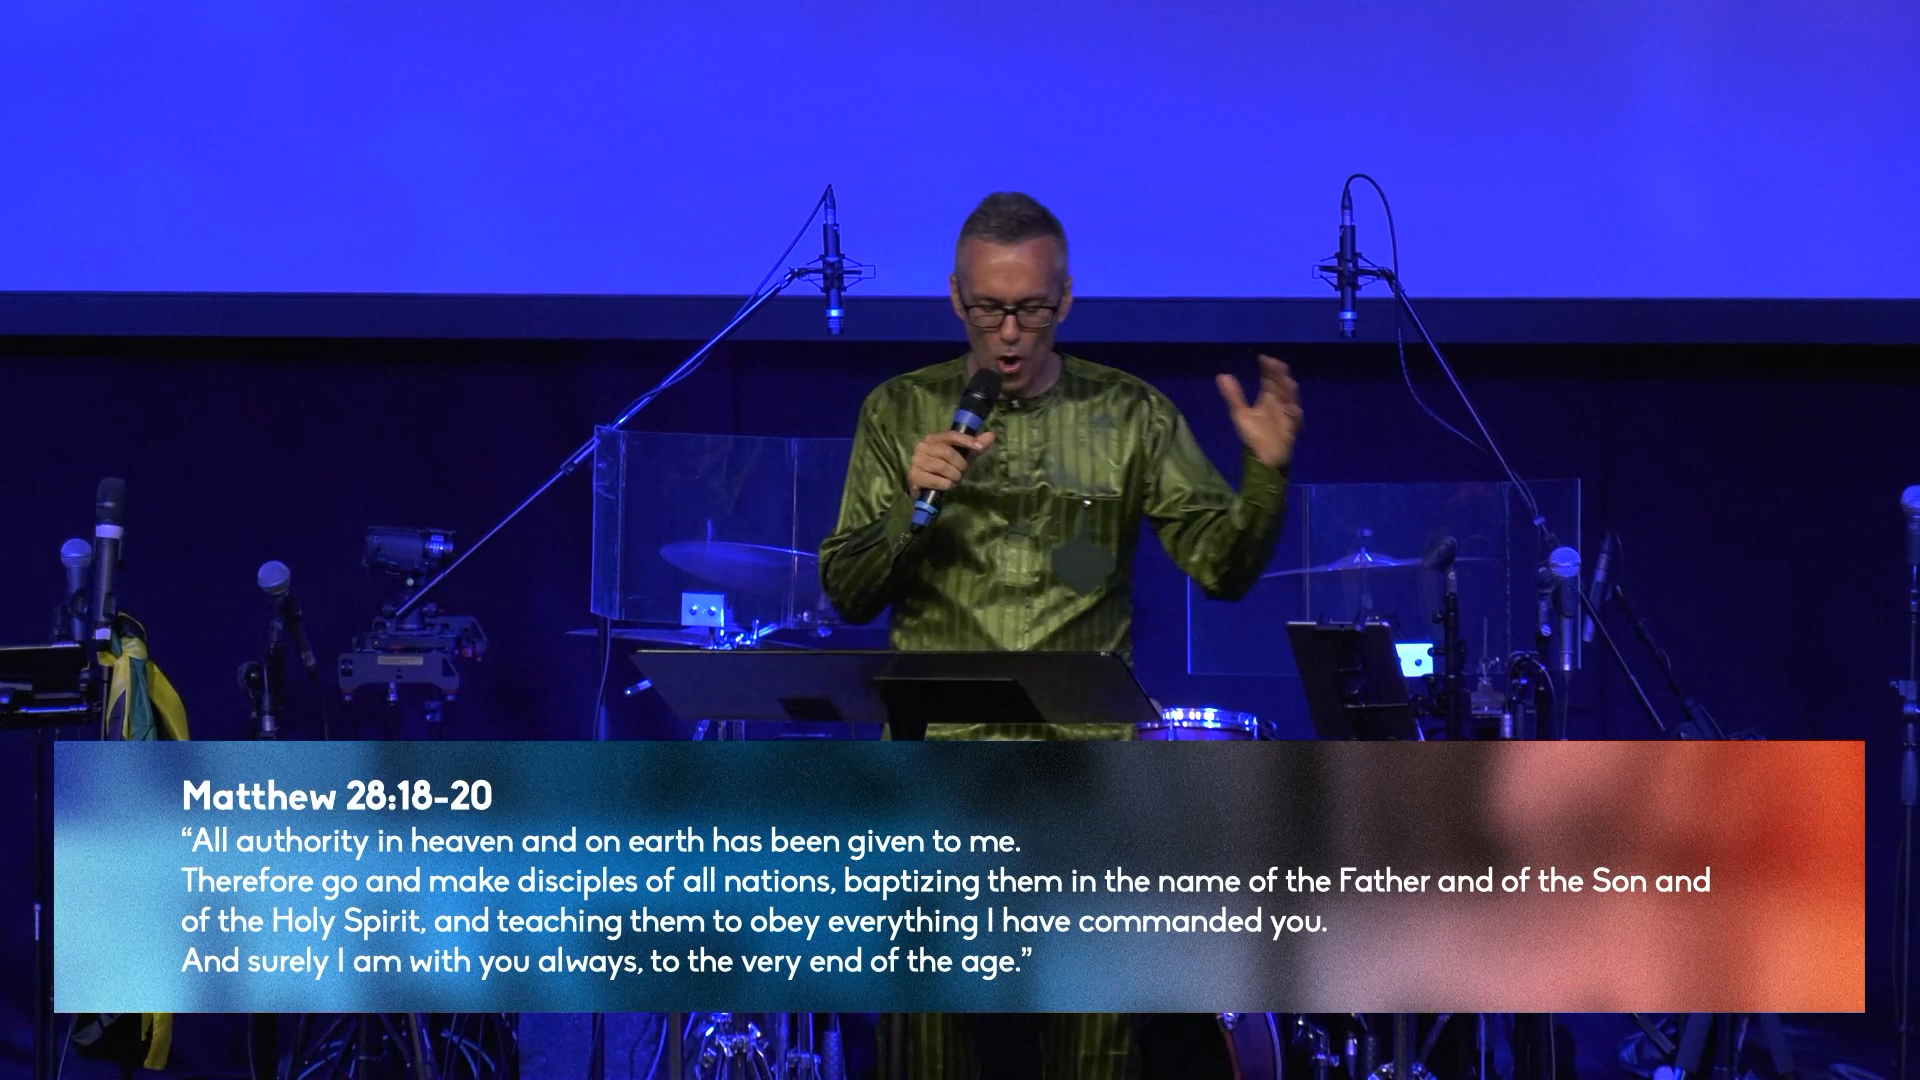 Matthew 28:18-20
“All authority in heaven and on earth has been given to me.
Therefore go and make disciples of all nations, baptizing them in the name of the Father and of the Son and
of the Holy Spirit, and teaching them to obey everything I have commanded you.
And surely I am with you always, to the very end of the age.”